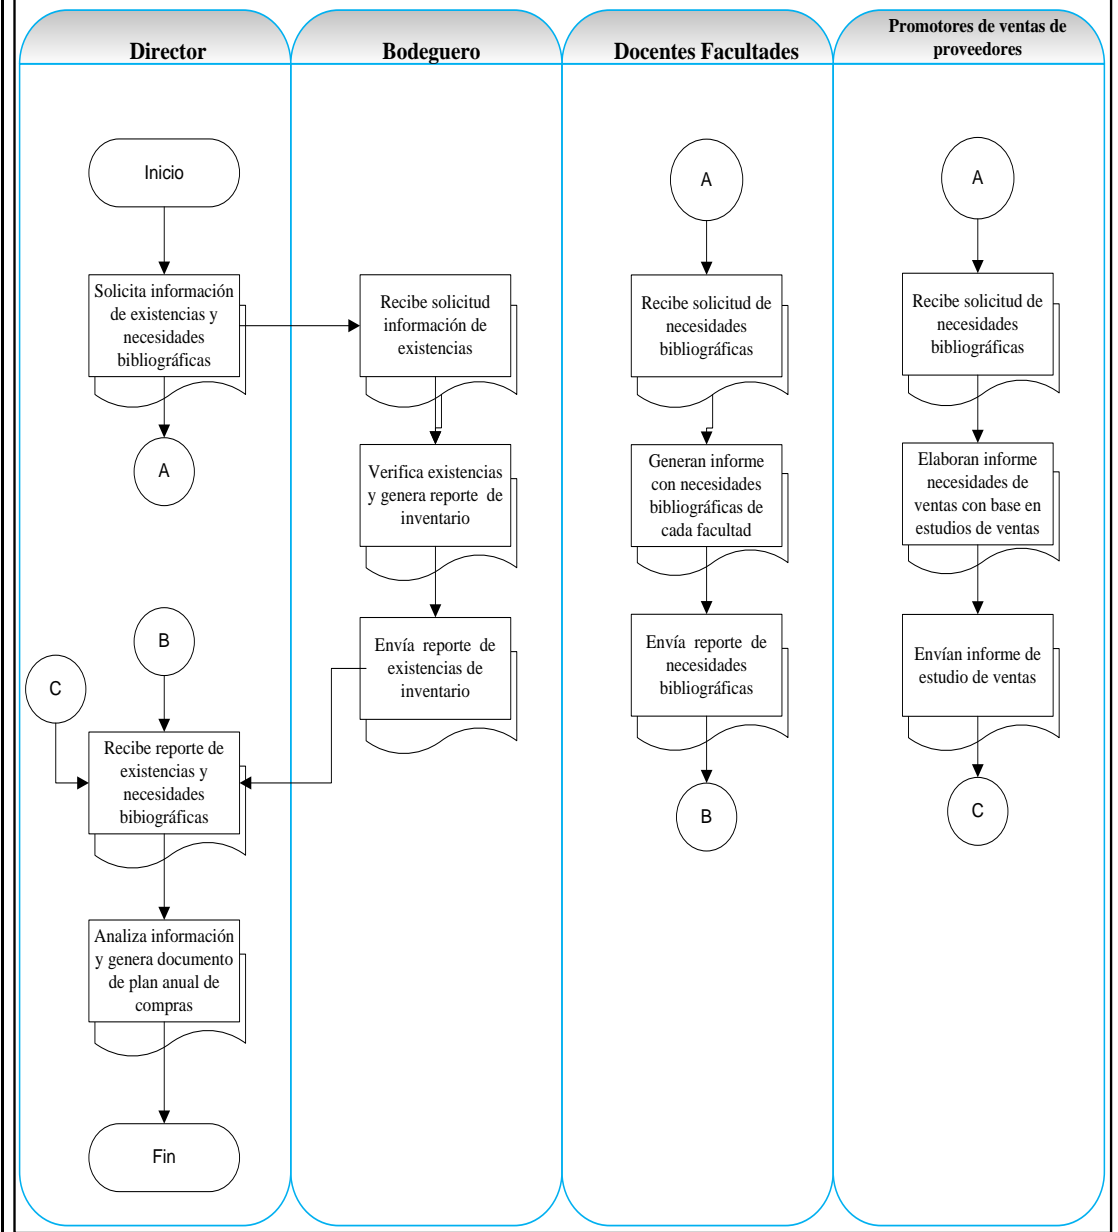 Director
Bodeguero
Docentes Facultades
Promotores de ventas de
proveedores
Inicio
Solicita información
de existencias y
necesidades
bibliográficas
A
B
C
Recibe reporte de
existencias y
necesidades
bibiográficas
Analiza información
y genera documento
de plan anual de
compras
Fin
Recibe solicitud
información de
existencias
Verifica existencias
y genera reporte de
inventario
Envía reporte de
existencias de
inventario
A
Recibe solicitud de
necesidades
bibliográficas
Generan informe
con necesidades
bibliográficas de
cada facultad
Envía reporte de
necesidades
bibliográficas
B
A
Recibe solicitud de
necesidades
bibliográficas
Elaboran informe
necesidades de
ventas con base en
estudios de ventas
Envían informe de
estudio de ventas
C